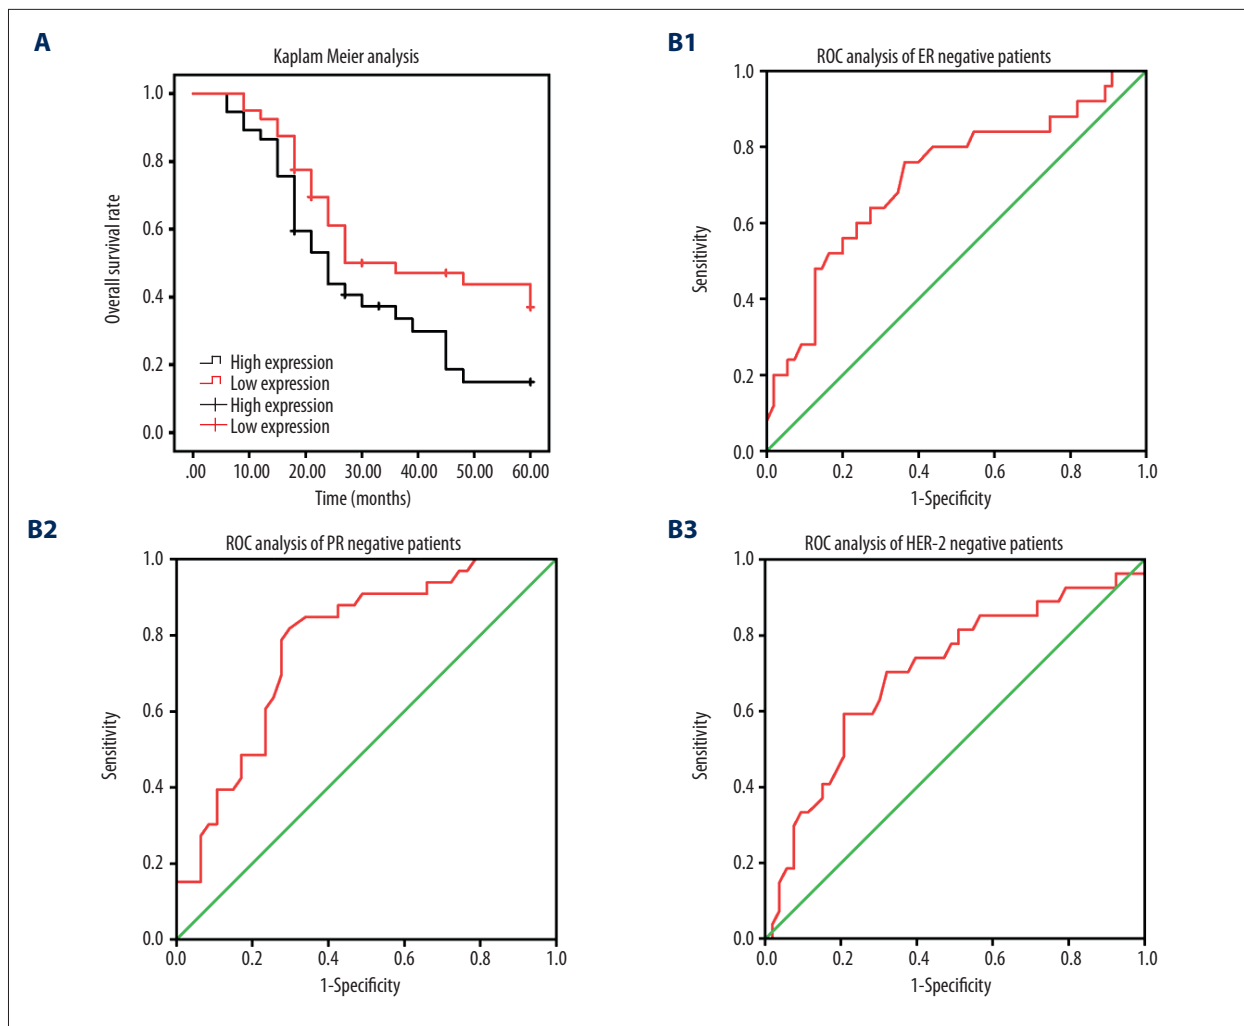 A
Kaplam Meier analysis
Overall survival rate
1.0
0.8
0.6
0.4
0.2
0.0
High expression
Low expression
High expression
Low expression
.00 10.00 20.00 30.00 40.00 50.00 60.00
Time (months)
B1
ROC analysis of ER negative patients
Sensitivity
1.0
0.8
0.6
0.4
0.2
0.0
0.0 0.2 0.4 0.6 0.8 1.0
1-Specificity
B2
ROC analysis of PR negative patients
Sensitivity
1.0
0.8
0.6
0.4
0.2
0.0
0.0 0.2 0.4 0.6 0.8 1.0
1-Specificity
B3
ROC analysis of HER-2 negative patients
Sensitivity
1.0
0.8
0.6
0.4
0.2
0.0
0.0 0.2 0.4 0.6 0.8 1.0
1-Specificity